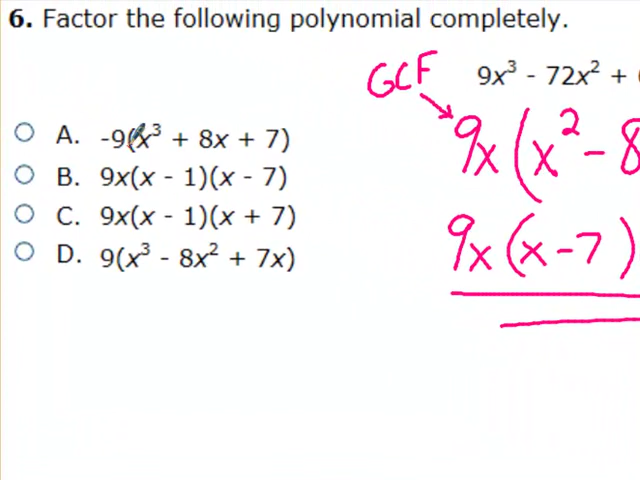 6. Factor the following polynomial completely.
GCF
9x³ - 72x² +
A. -9(x³ + 8x + 7)
9x(x² - 8
B. 9x(x - 1)(x - 7)
C. 9x(x - 1)(x + 7)
9x(x-7)
D. 9(x³ - 8x² + 7x)